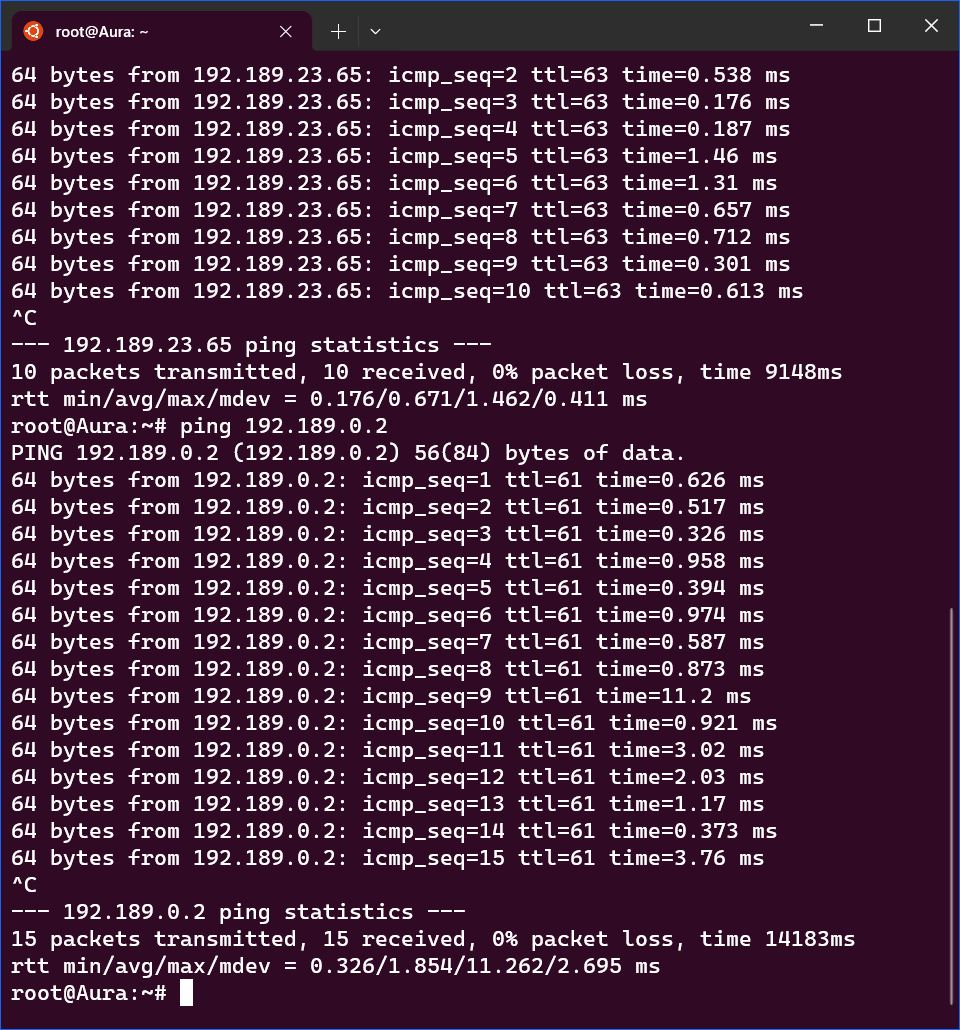 root@Aura: ~
64 bytes from 192.189.23.65: icmp_seq=2 ttl=63 time=0.538 ms
64 bytes from 192.189.23.65: icmp_seq=3 ttl=63 time=0.176 ms
64 bytes from 192.189.23.65: icmp_seq=4 ttl=63 time=0.187 ms
64 bytes from 192.189.23.65: icmp_seq=5 ttl=63 time=1.46 ms
64 bytes from 192.189.23.65: icmp_seq=6 ttl=63 time=1.31 ms
64 bytes from 192.189.23.65: icmp_seq=7 ttl=63 time=0.657 ms
64 bytes from 192.189.23.65: icmp_seq=8 ttl=63 time=0.712 ms
64 bytes from 192.189.23.65: icmp_seq=9 ttl=63 time=0.301 ms
64 bytes from 192.189.23.65: icmp_seq=10 ttl=63 time=0.613 ms
^C
--- 192.189.23.65 ping statistics ---
10 packets transmitted, 10 received, 0% packet loss, time 9148ms
rtt min/avg/max/mdev = 0.176/0.671/1.462/0.411 ms
root@Aura:~# ping 192.189.0.2
PING 192.189.0.2 (192.189.0.2) 56(84) bytes of data.
64 bytes from 192.189.0.2: icmp_seq=1 ttl=61 time=0.626 ms
64 bytes from 192.189.0.2: icmp_seq=2 ttl=61 time=0.517 ms
64 bytes from 192.189.0.2: icmp_seq=3 ttl=61 time=0.326 ms
64 bytes from 192.189.0.2: icmp_seq=4 ttl=61 time=0.958 ms
64 bytes from 192.189.0.2: icmp_seq=5 ttl=61 time=0.394 ms
64 bytes from 192.189.0.2: icmp_seq=6 ttl=61 time=0.974 ms
64 bytes from 192.189.0.2: icmp_seq=7 ttl=61 time=0.587 ms
64 bytes from 192.189.0.2: icmp_seq=8 ttl=61 time=0.873 ms
64 bytes from 192.189.0.2: icmp_seq=9 ttl=61 time=11.2 ms
64 bytes from 192.189.0.2: icmp_seq=10 ttl=61 time=0.921 ms
64 bytes from 192.189.0.2: icmp_seq=11 ttl=61 time=3.02 ms
64 bytes from 192.189.0.2: icmp_seq=12 ttl=61 time=2.03 ms
64 bytes from 192.189.0.2: icmp_seq=13 ttl=61 time=1.17 ms
64 bytes from 192.189.0.2: icmp_seq=14 ttl=61 time=0.373 ms
64 bytes from 192.189.0.2: icmp_seq=15 ttl=61 time=3.76 ms
^C
--- 192.189.0.2 ping statistics ---
15 packets transmitted, 15 received, 0% packet loss, time 14183ms
rtt min/avg/max/mdev = 0.326/1.854/11.262/2.695 ms
root@Aura:~#